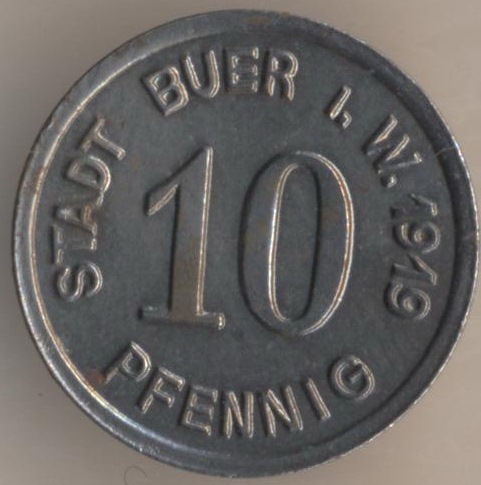 STADT BUER I. W. 1919
10
PFENNIG